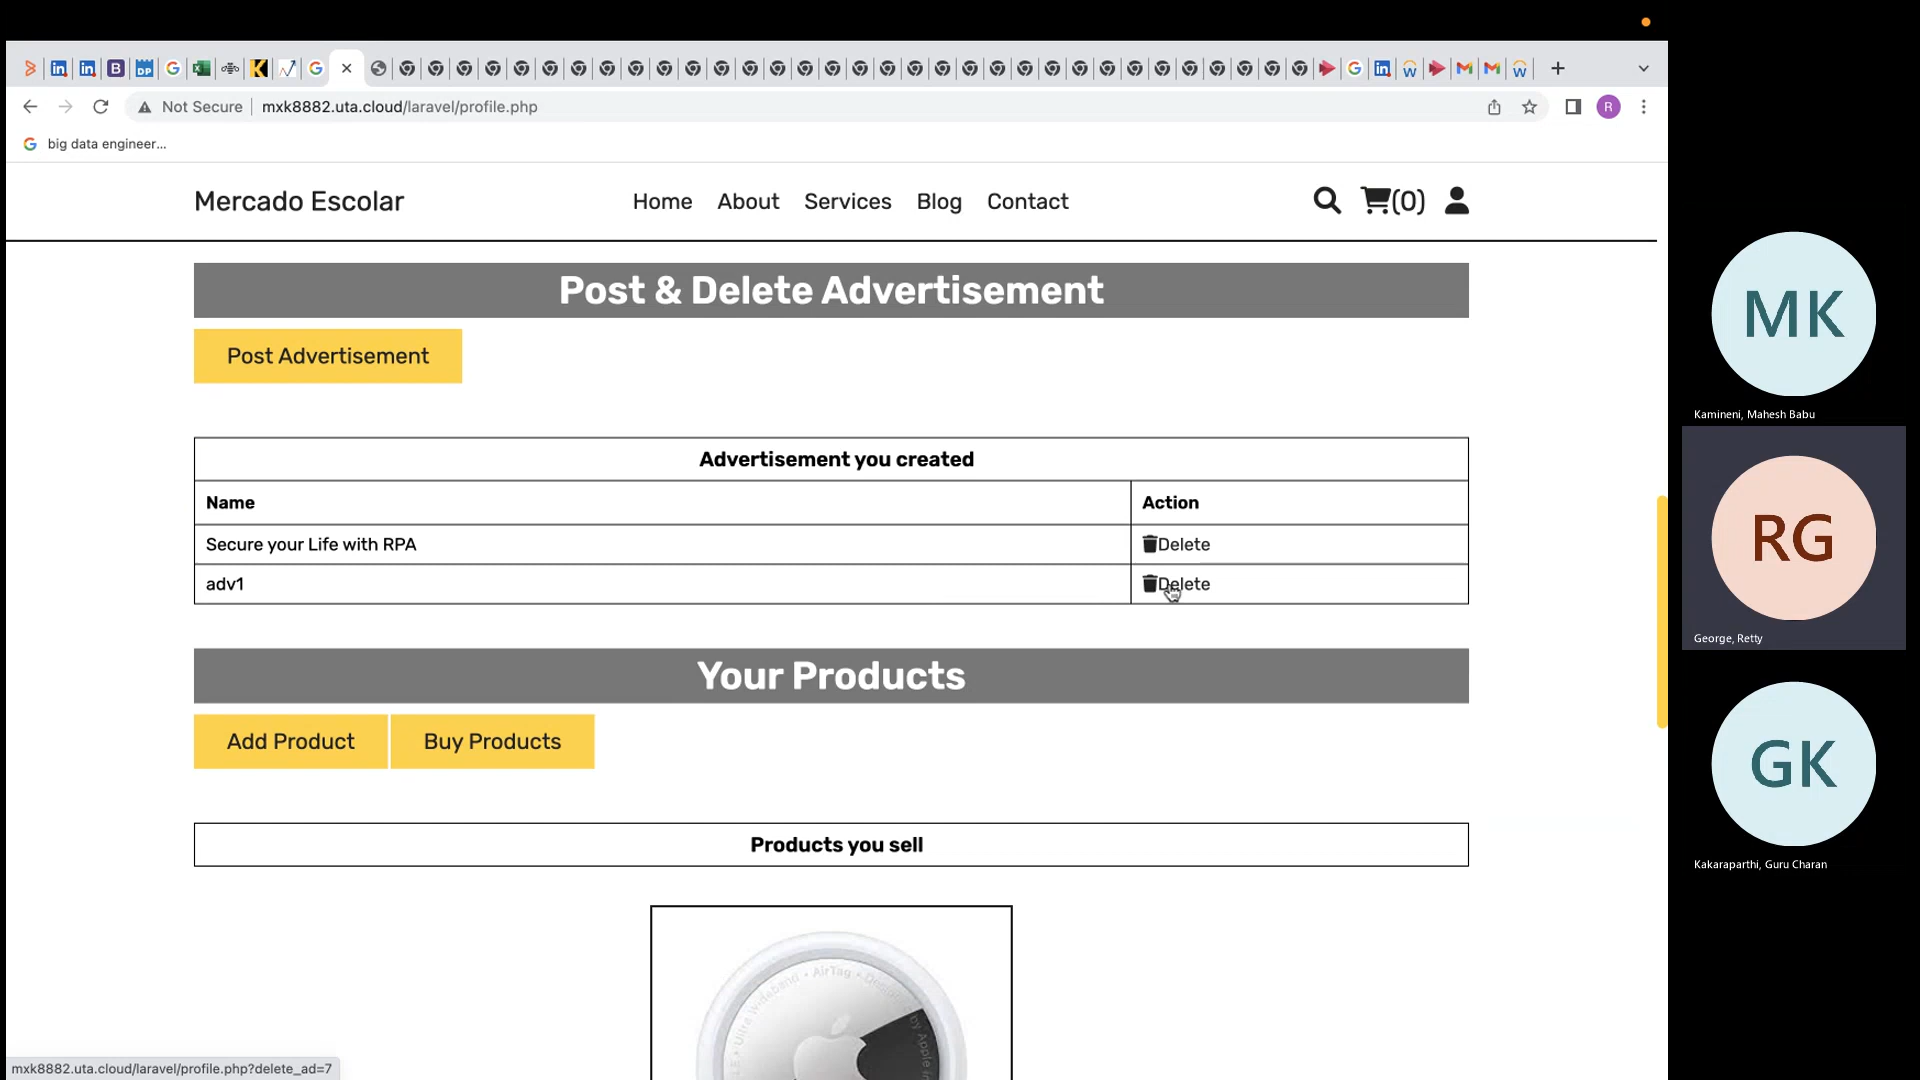 Not Secure
mxk8882.uta.cloud/laravel/profile.php
R
big data engineer...
Mercado Escolar
Home
About
Services
Blog
Contact
(0)
Post & Delete Advertisement
Post Advertisement
Advertisement you created
Name
Action
Secure your Life with RPA
Delete
adv1
Delete
Your Products
Add Product
Buy Products
Products you sell
AirTag
mxk8882.uta.cloud/laravel/profile.php?delete_ad=7
MK
Kamineni, Mahesh Babu
RG
George, Retty
GK
Kakaraparthi, Guru Charan